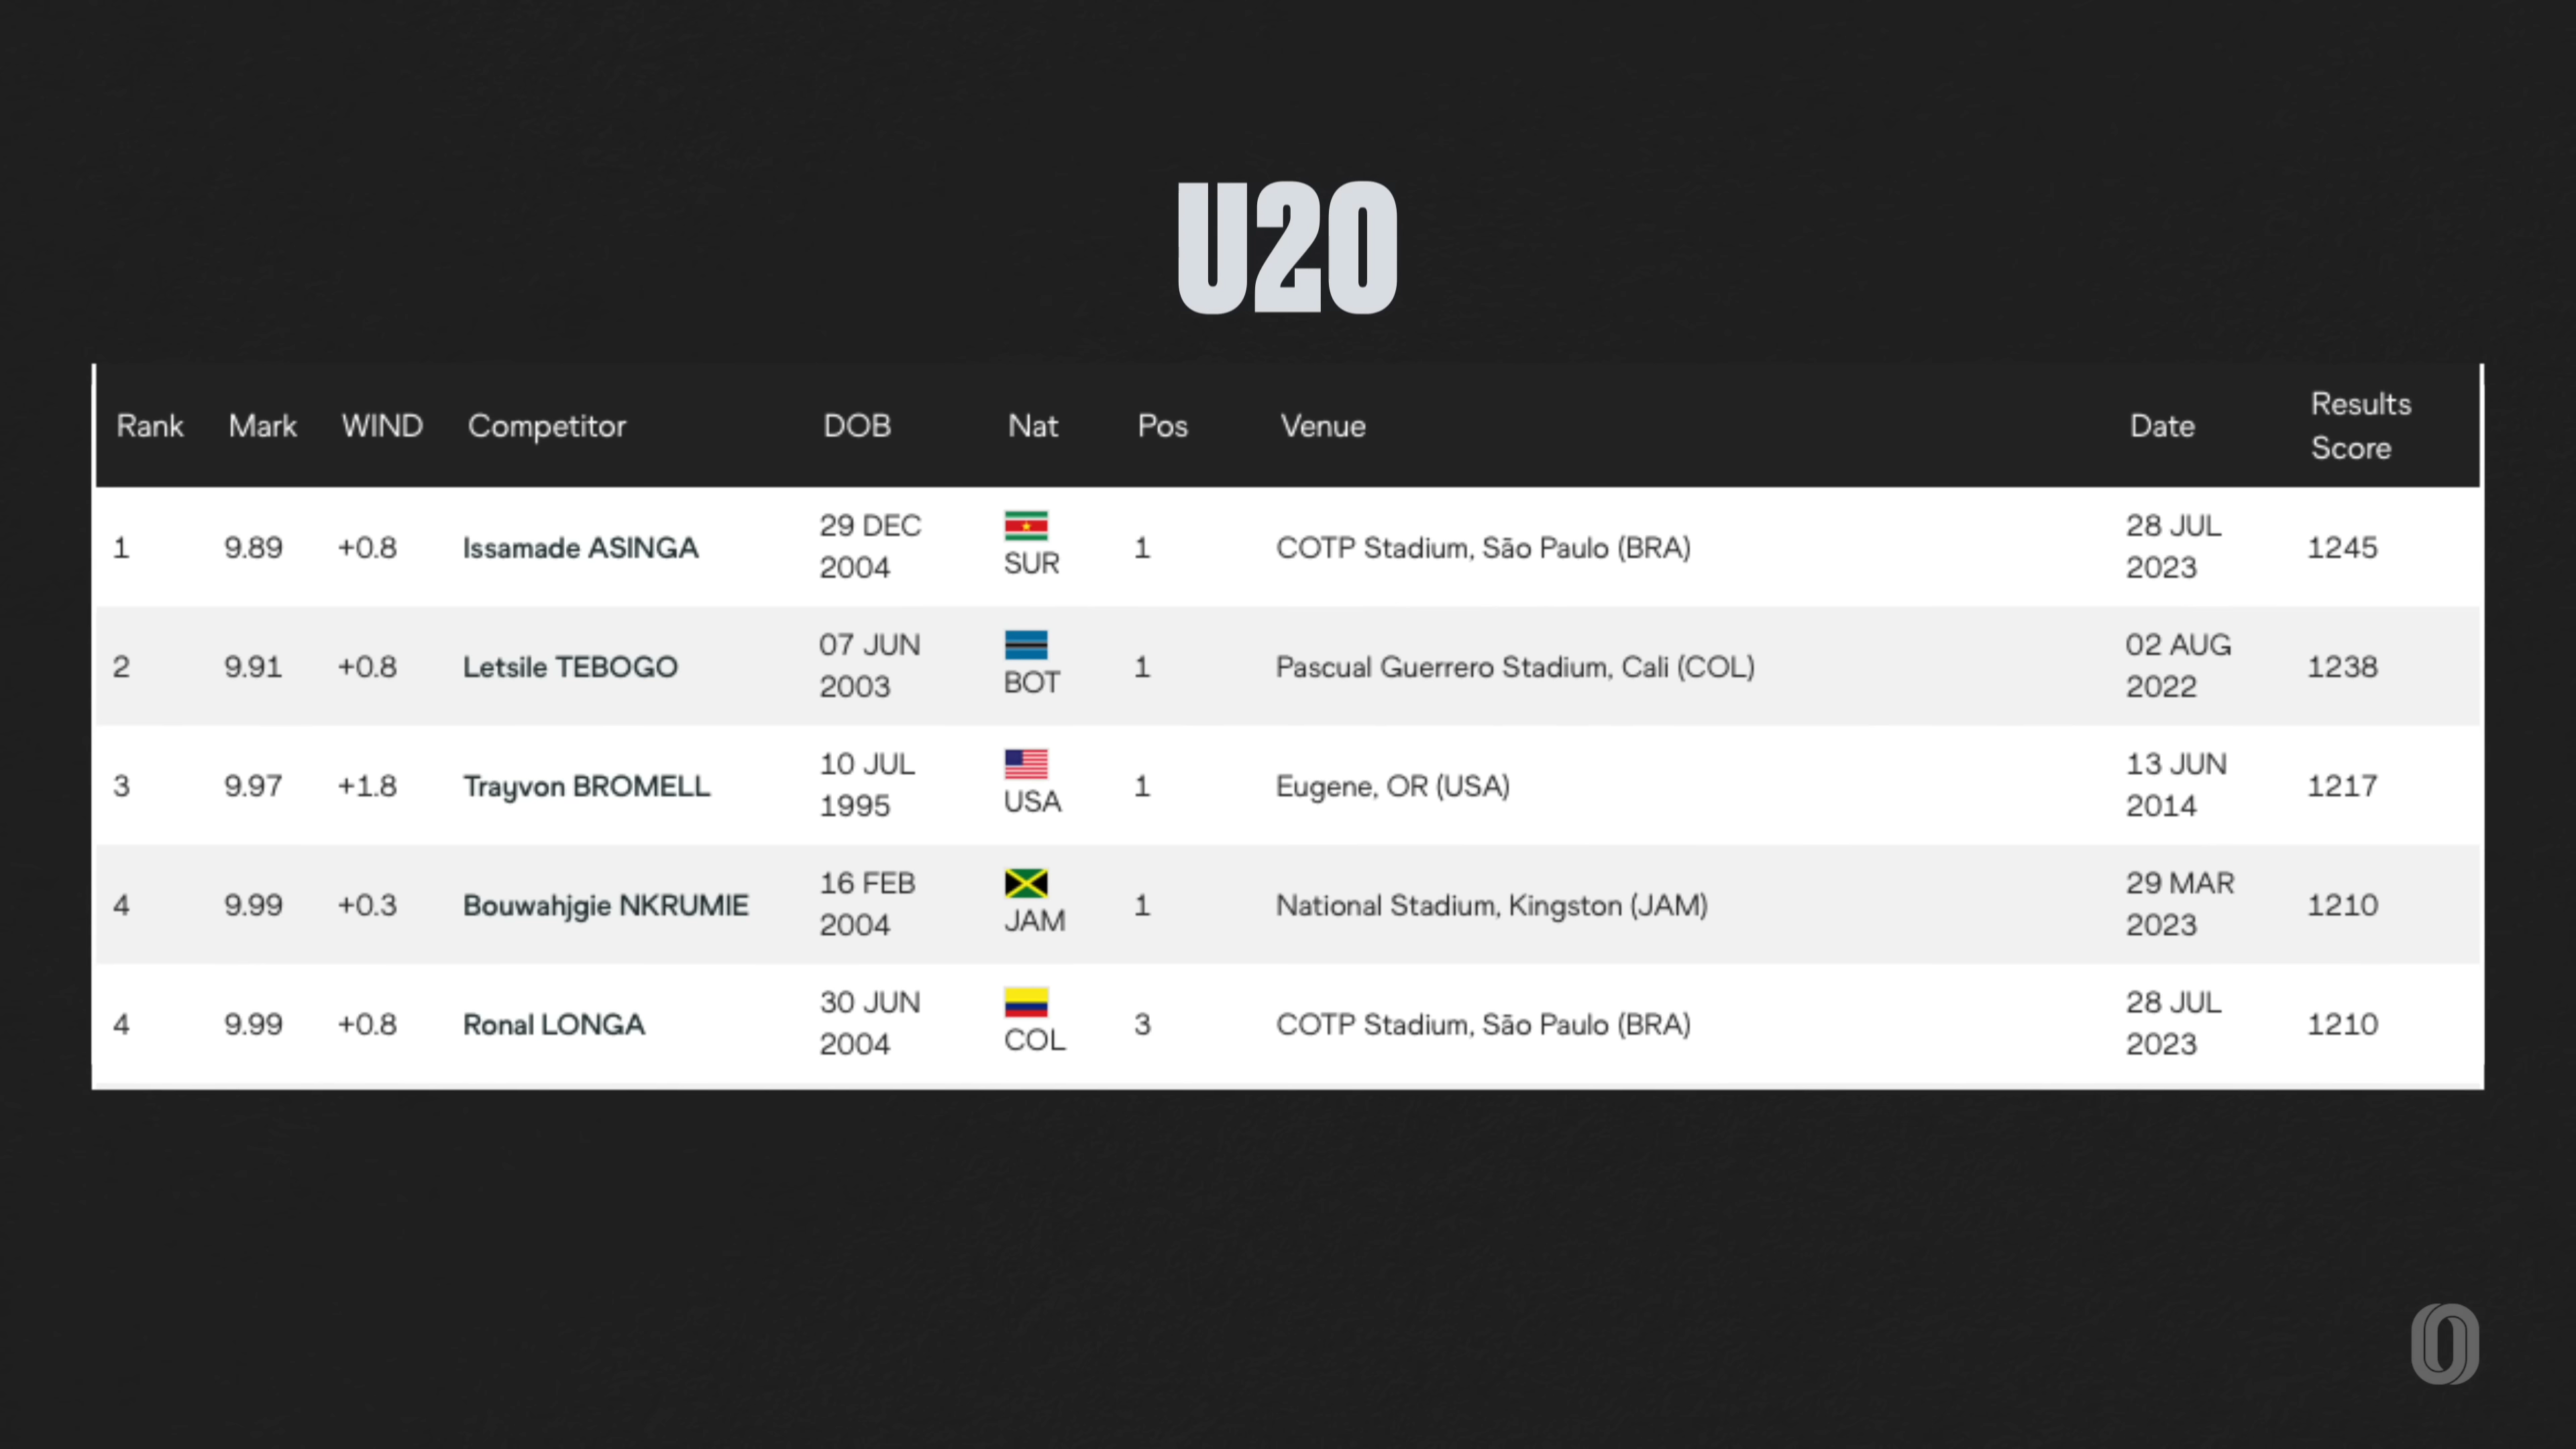 U20
Rank Mark WIND Competitor DOB Nat Pos Venue Date Results Score
1 9.89 +0.8 Issamade ASINGA 29 DEC 2004 SUR 1 COTP Stadium, São Paulo (BRA) 28 JUL 2023 1245
2 9.91 +0.8 Letsile TEBOGO 07 JUN 2003 BOT 1 Pascual Guerrero Stadium, Cali (COL) 02 AUG 2022 1238
3 9.97 +1.8 Trayvon BROMELL 10 JUL 1995 USA 1 Eugene, OR (USA) 13 JUN 2014 1217
4 9.99 +0.3 Bouwahjgie NKRUMIE 16 FEB 2004 JAM 1 National Stadium, Kingston (JAM) 29 MAR 2023 1210
4 9.99 +0.8 Ronal LONGA 30 JUN 2004 COL 3 COTP Stadium, São Paulo (BRA) 28 JUL 2023 1210